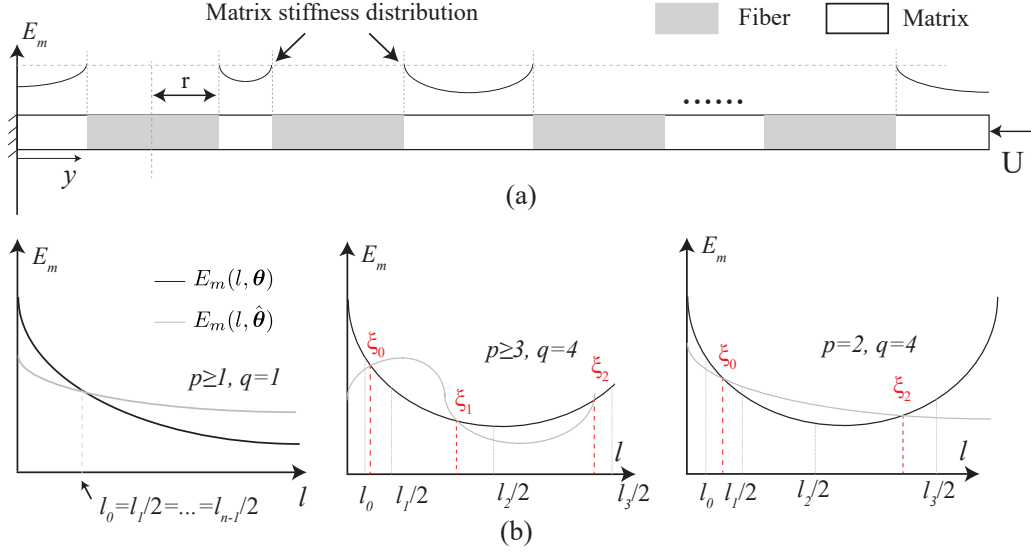 Matrix stiffness distribution
Fiber
Matrix
E_m
r
......
y
U
(a)
E_m
E_m(l, θ)
E_m(l, θ̂)
p≥1, q=1
l
l_0=l_1/2=...=l_{n-1}/2
E_m
ξ_0
p≥3, q=4
ξ_1
ξ_2
l
l_0
l_1/2
l_2/2
l_3/2
E_m
ξ_0
p=2, q=4
ξ_2
l
l_0
l_1/2
l_2/2
l_3/2
(b)